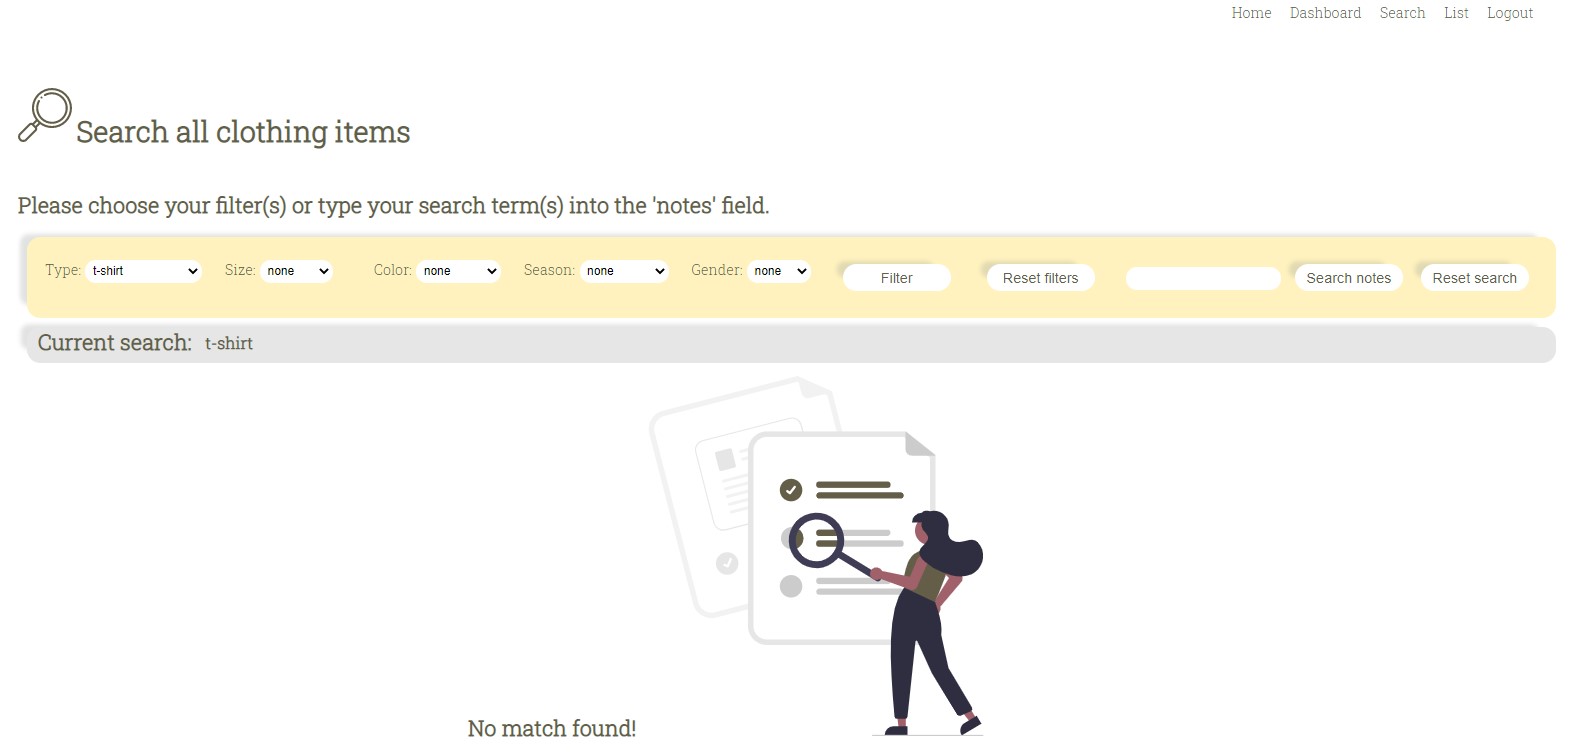 Home Dashboard Search List Logout
Search all clothing items
Please choose your filter(s) or type your search term(s) into the 'notes' field.
Type: t-shirt Size: none Color: none Season: none Gender: none Filter Reset filters Search notes Reset search
Current search: t-shirt
No match found!